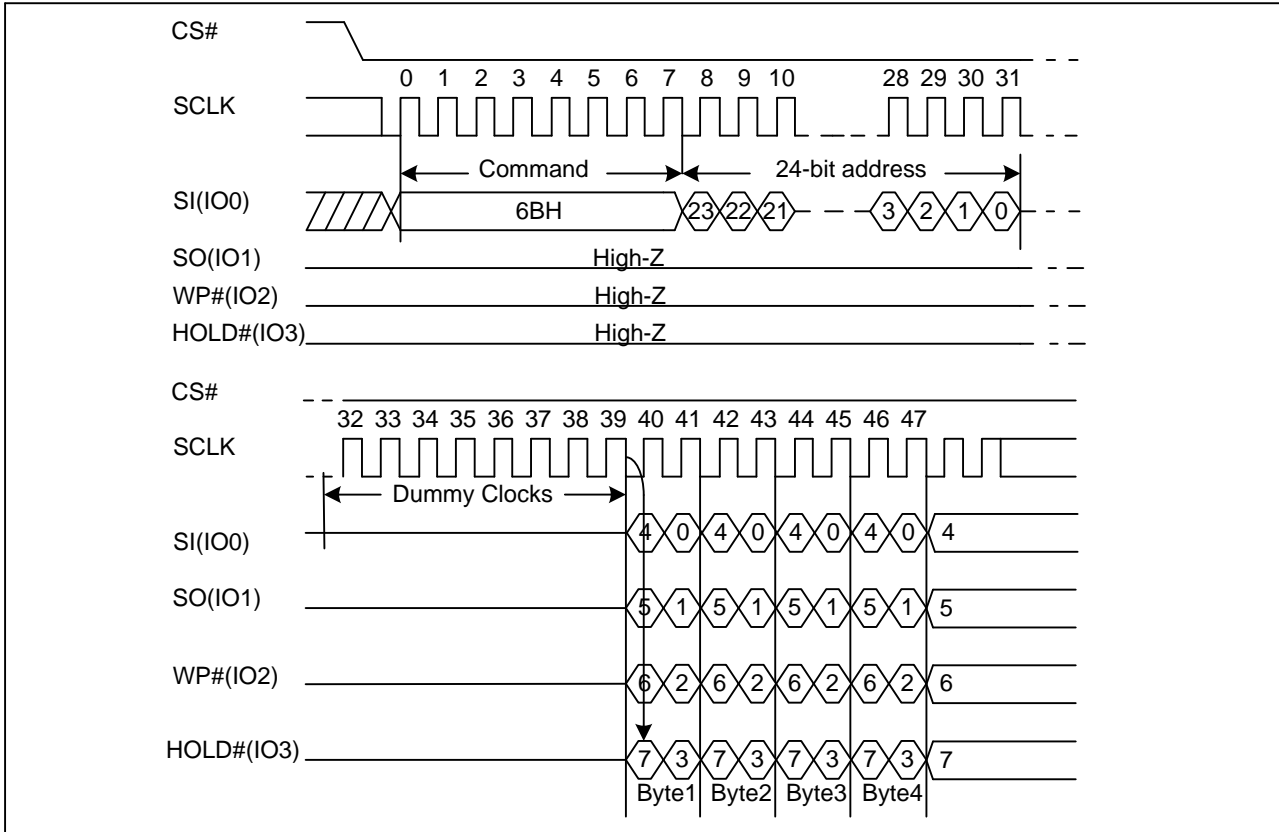 CS#
0 1 2 3 4 5 6 7 8 9 10 28 29 30 31
SCLK
Command 24-bit address
SI(IO0) 6BH 23 22 21 3 2 1 0
SO(IO1) High-Z
WP#(IO2) High-Z
HOLD#(IO3) High-Z
CS#
32 33 34 35 36 37 38 39 40 41 42 43 44 45 46 47
SCLK
Dummy Clocks
SI(IO0) 4 0 4 0 4 0 4 0 4
SO(IO1) 5 1 5 1 5 1 5 1 5
WP#(IO2) 6 2 6 2 6 2 6 2 6
HOLD#(IO3) 7 3 7 3 7 3 7 3 7
Byte1 Byte2 Byte3 Byte4